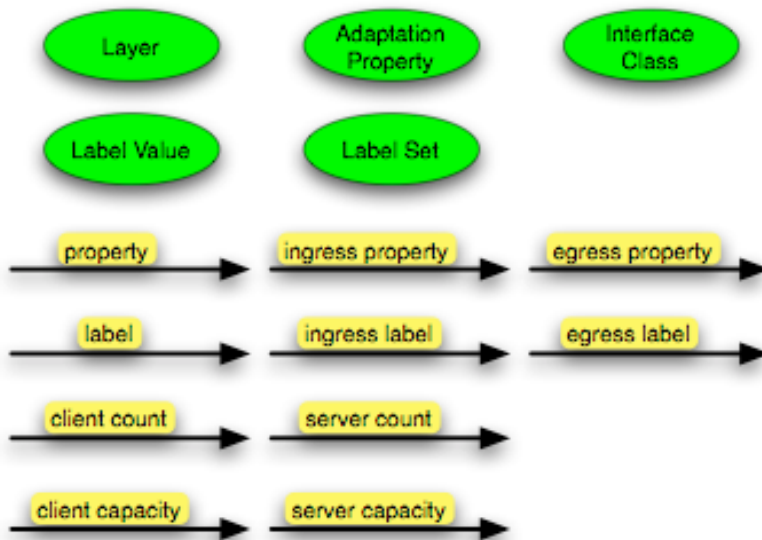 Layer
Adaptation
Property
Interface
Class
Label Value
Label Set
property
ingress property
egress property
label
ingress label
egress label
client count
server count
client capacity
server capacity